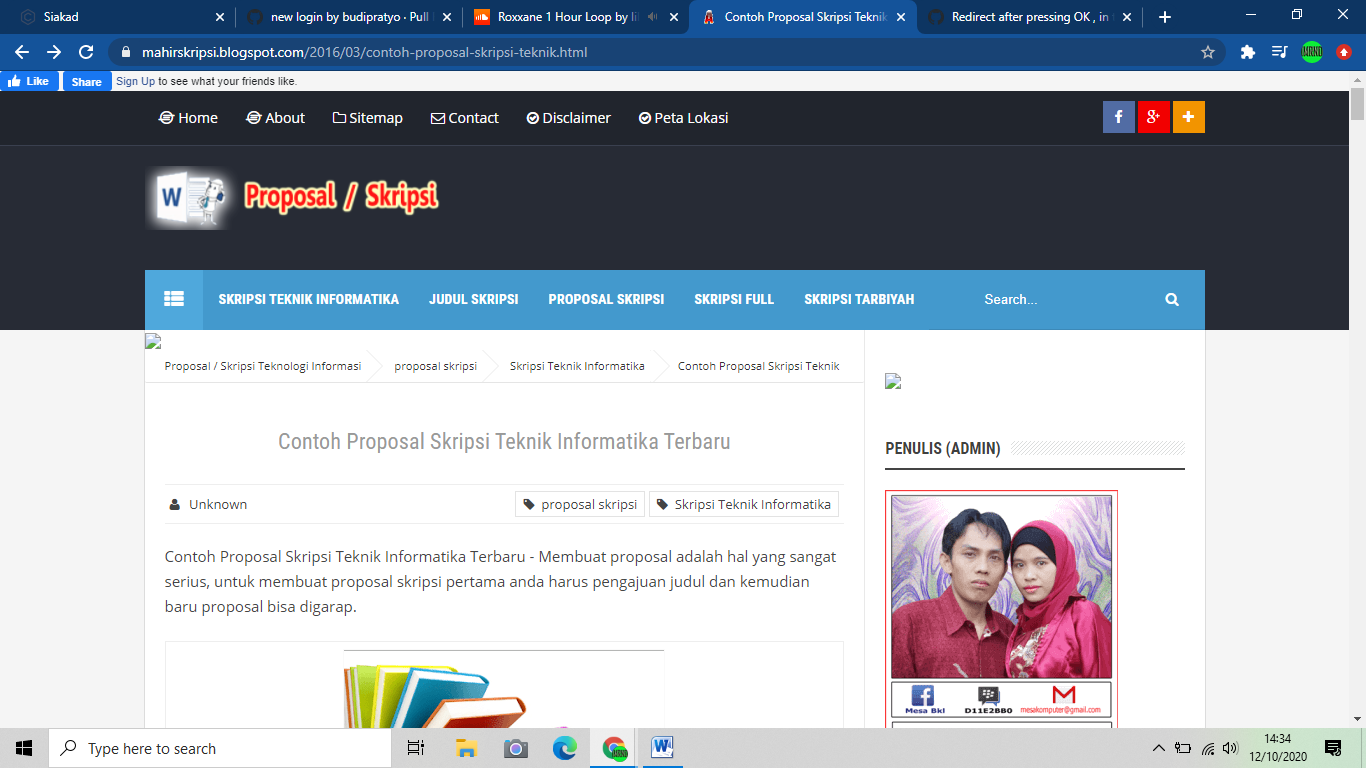 Siakad
new login by budipratyo · Pull
Roxxane 1 Hour Loop by
Contoh Proposal Skripsi Teknik
Redirect after pressing OK , in
mahirskripsi.blogspot.com/2016/03/contoh-proposal-skripsi-teknik.html
Like Share Sign Up to see what your friends like.
Home About Sitemap Contact Disclaimer Peta Lokasi
W Proposal / Skripsi
SKRIPSI TEKNIK INFORMATIKA JUDUL SKRIPSI PROPOSAL SKRIPSI SKRIPSI FULL SKRIPSI TARBIYAH Search...
Proposal / Skripsi Teknologi Informasi proposal skripsi Skripsi Teknik Informatika Contoh Proposal Skripsi Teknik
Contoh Proposal Skripsi Teknik Informatika Terbaru
Unknown proposal skripsi Skripsi Teknik Informatika
Contoh Proposal Skripsi Teknik Informatika Terbaru - Membuat proposal adalah hal yang sangat
serius, untuk membuat proposal skripsi pertama anda harus pengajuan judul dan kemudian
baru proposal bisa digarap.
PENULIS (ADMIN)
Mesa Bkl D11E2BB0 mesakomputer@gmail.com
Type here to search
14:34
12/10/2020